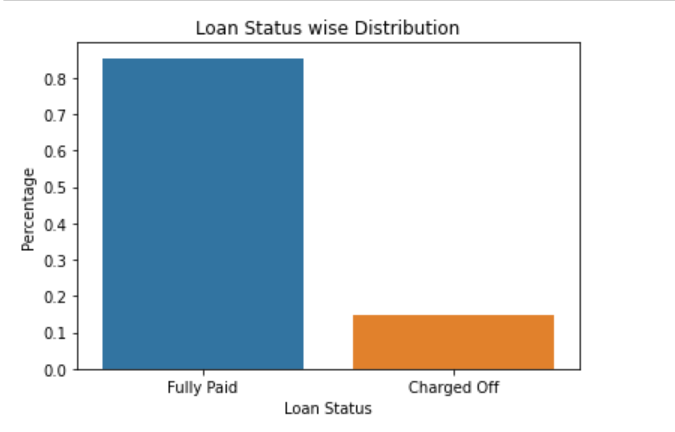 Loan Status wise Distribution
Percentage
0.8
0.7
0.6
0.5
0.4
0.3
0.2
0.1
0.0
Fully Paid Charged Off
Loan Status